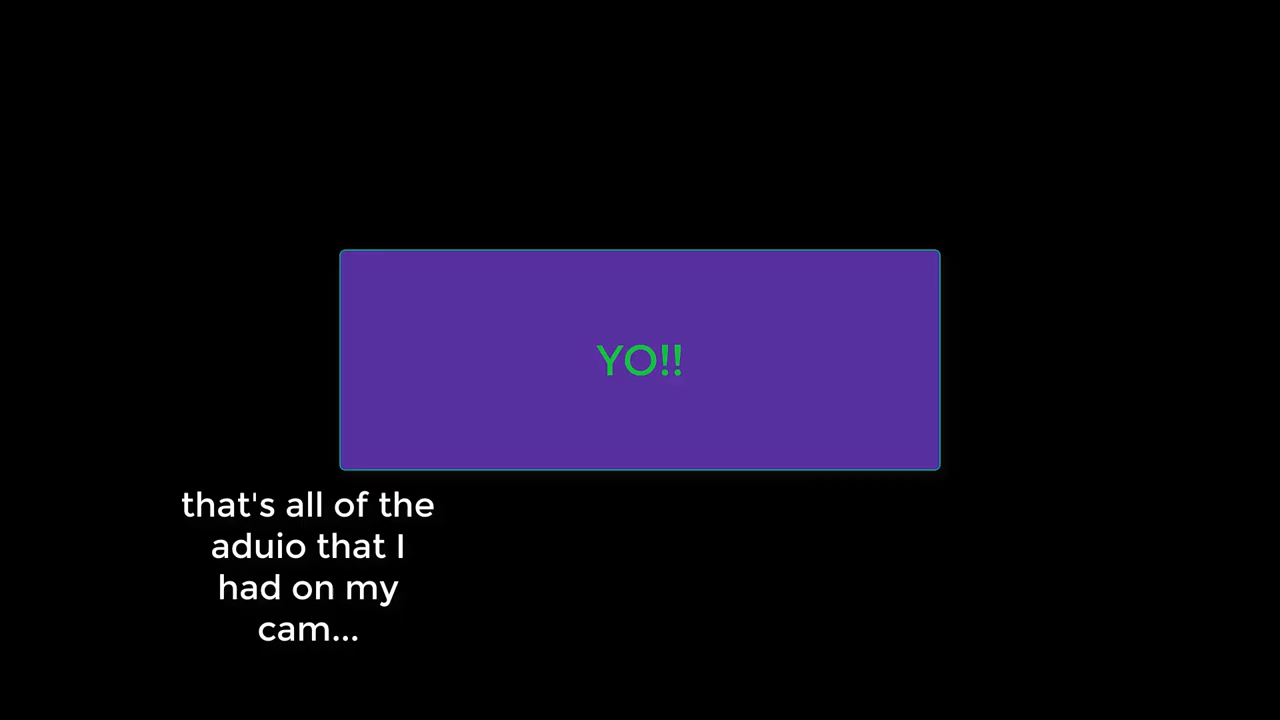 YO!!
that's all of the
aduio that I
had on my
cam...